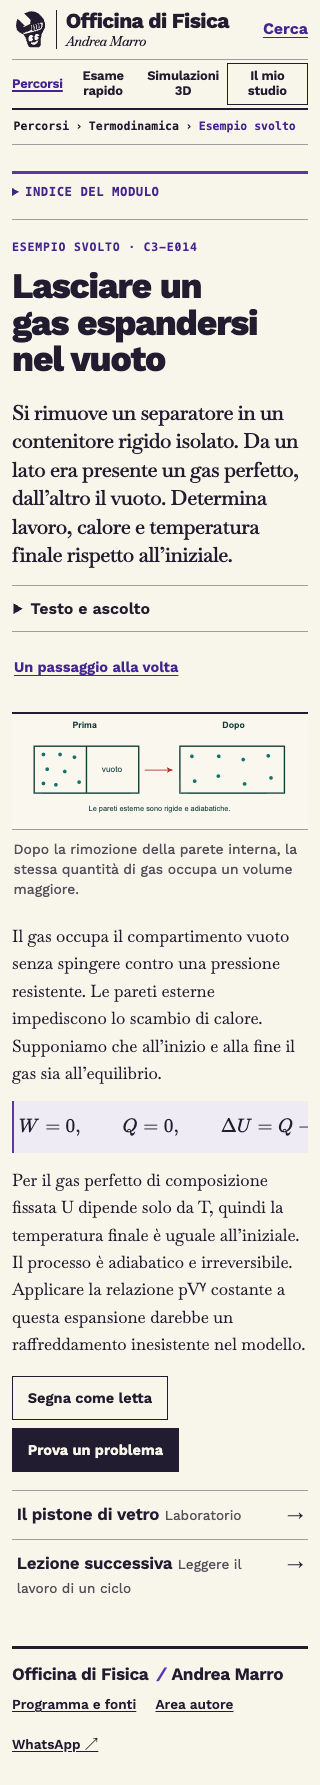 Officina di Fisica
Andrea Marro
Cerca
Percorsi
Esame rapido
Simulazioni 3D
Il mio studio
Percorsi › Termodinamica › Esempio svolto
▶ INDICE DEL MODULO
ESEMPIO SVOLTO · C3–E014
Lasciare un
gas espandersi
nel vuoto
Si rimuove un separatore in un
contenitore rigido isolato. Da un
lato era presente un gas perfetto,
dall’altro il vuoto. Determina
lavoro, calore e temperatura
finale rispetto all’iniziale.
▶ Testo e ascolto
Un passaggio alla volta
Prima
Dopo
vuoto
Le pareti esterne sono rigide e adiabatiche.
Dopo la rimozione della parete interna, la
stessa quantità di gas occupa un volume
maggiore.
Il gas occupa il compartimento vuoto
senza spingere contro una pressione
resistente. Le pareti esterne
impediscono lo scambio di calore.
Supponiamo che all’inizio e alla fine il
gas sia all’equilibrio.
W = 0, Q = 0, ΔU = Q −
Per il gas perfetto di composizione
fissata U dipende solo da T, quindi la
temperatura finale è uguale all’iniziale.
Il processo è adiabatico e irreversibile.
Applicare la relazione pVᵞ costante a
questa espansione darebbe un
raffreddamento inesistente nel modello.
Segna come letta
Prova un problema
Il pistone di vetro Laboratorio →
Lezione successiva Leggere il →
lavoro di un ciclo
Officina di Fisica / Andrea Marro
Programma e fonti Area autore
WhatsApp ↗